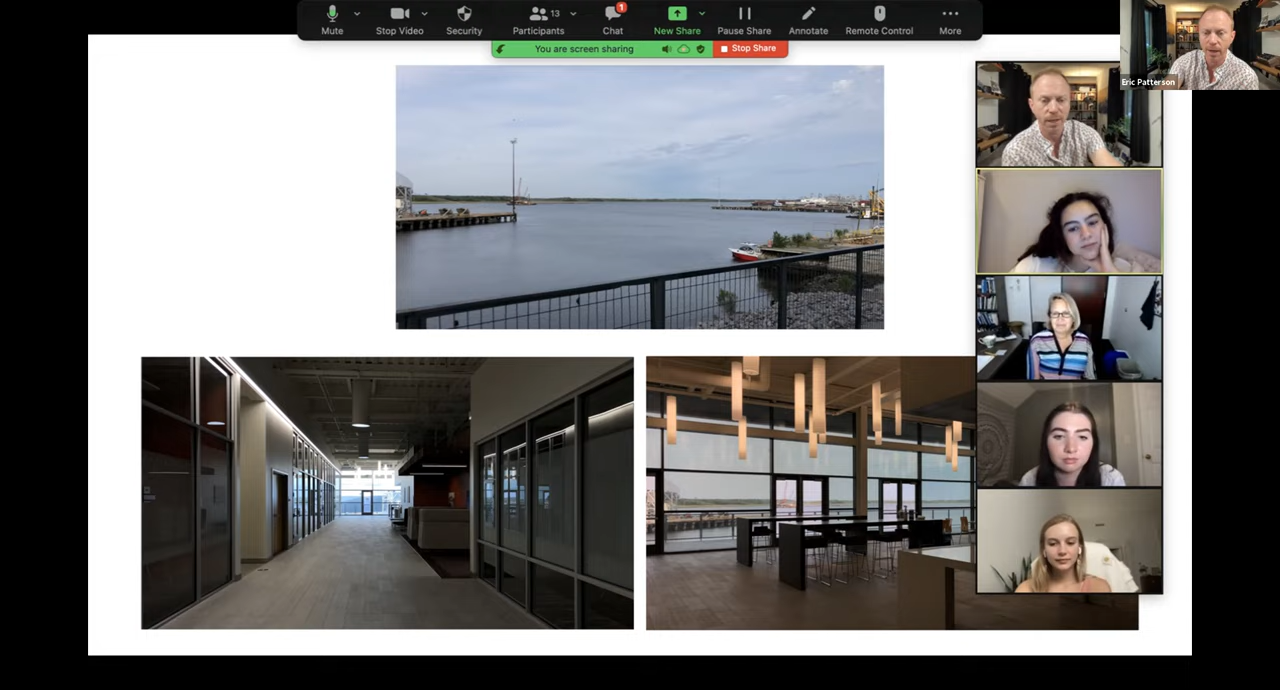 Mute
Stop Video
Security
Participants
13
Chat
1
New Share
Pause Share
Annotate
Remote Control
More
You are screen sharing
Stop Share
Eric Patterson